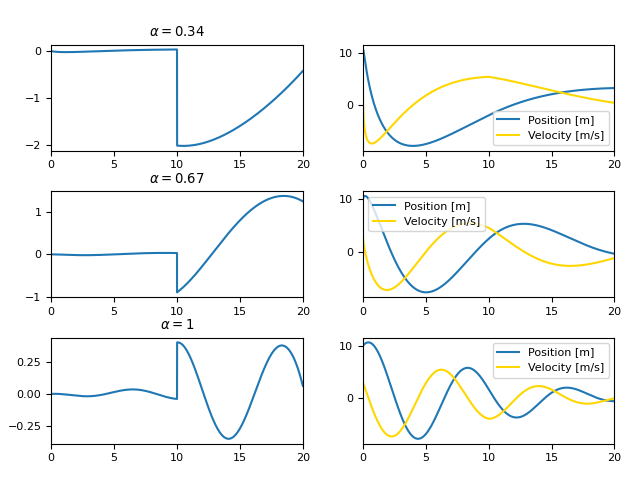 α = 0.34
0
−1
−2
0 5 10 15 20
10
0
Position [m]
Velocity [m/s]
0 5 10 15 20
α = 0.67
1
0
−1
0 5 10 15 20
10
0
Position [m]
Velocity [m/s]
0 5 10 15 20
α = 1
0.25
0.00
−0.25
0 5 10 15 20
10
0
Position [m]
Velocity [m/s]
0 5 10 15 20